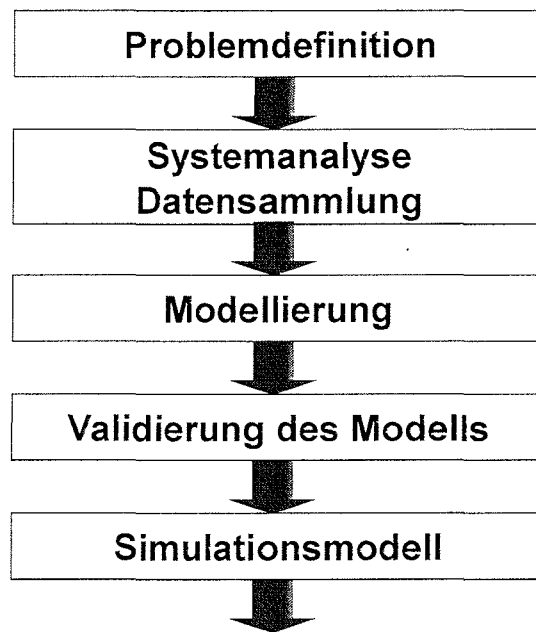 Problemdefinition
Systemanalyse
Datensammlung
Modellierung
Validierung des Modells
Simulationsmodell